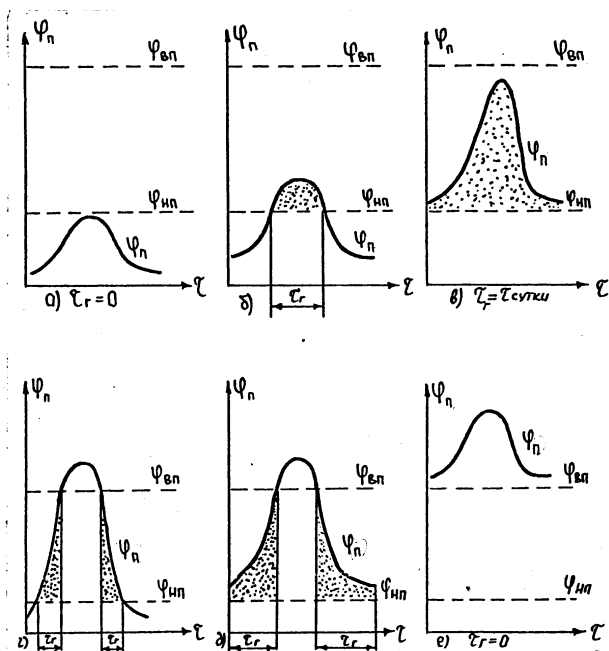 φп
φвп
φнп
φп
а) τг = 0
τ
φп
φвп
φнп
φп
б)
τг
τ
φп
φвп
φп
φнп
в) τг = τсутки
τ
φп
φвп
φп
φнп
г)
τг
τг
τ
φп
φвп
φп
φнп
д)
τг
τг
τ
φп
φп
φвп
φнп
е) τг = 0
τ